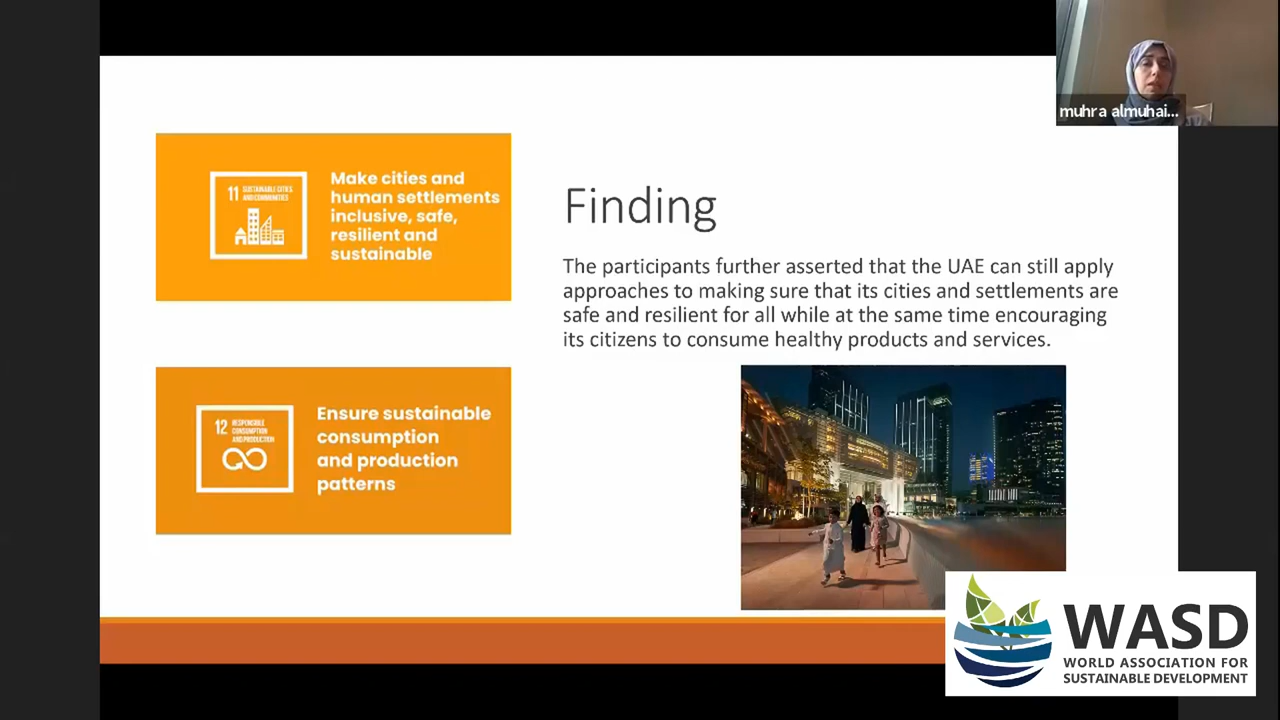 muhra almuhai...
11 SUSTAINABLE CITIES
AND COMMUNITIES
Make cities and
human settlements
inclusive, safe,
resilient and
sustainable
Finding
The participants further asserted that the UAE can still apply
approaches to making sure that its cities and settlements are
safe and resilient for all while at the same time encouraging
its citizens to consume healthy products and services.
12 RESPONSIBLE
CONSUMPTION
AND PRODUCTION
Ensure sustainable
consumption
and production
patterns
WASD
WORLD ASSOCIATION FOR
SUSTAINABLE DEVELOPMENT